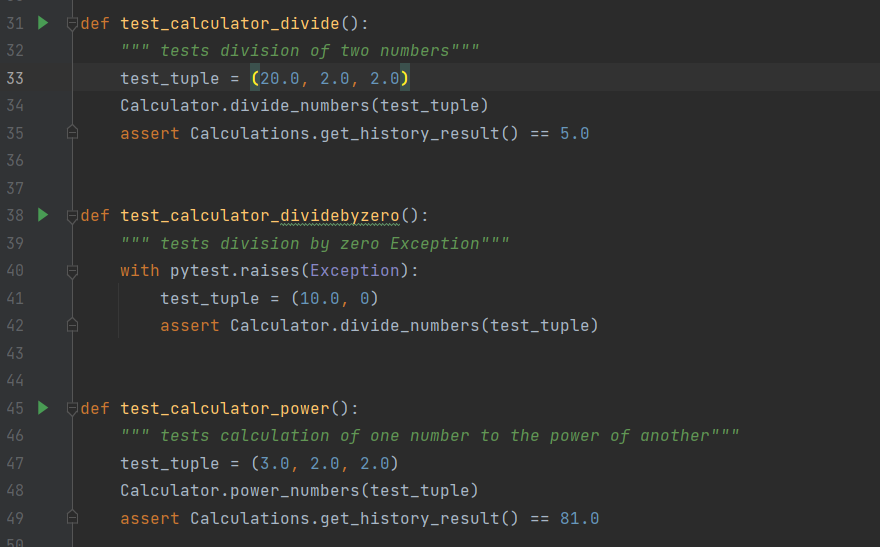 31 def test_calculator_divide():
32 """ tests division of two numbers"""
33 test_tuple = (20.0, 2.0, 2.0)
34 Calculator.divide_numbers(test_tuple)
35 assert Calculations.get_history_result() == 5.0
36
37
38 def test_calculator_dividebyzero():
39 """ tests division by zero Exception"""
40 with pytest.raises(Exception):
41 test_tuple = (10.0, 0)
42 assert Calculator.divide_numbers(test_tuple)
43
44
45 def test_calculator_power():
46 """ tests calculation of one number to the power of another"""
47 test_tuple = (3.0, 2.0, 2.0)
48 Calculator.power_numbers(test_tuple)
49 assert Calculations.get_history_result() == 81.0